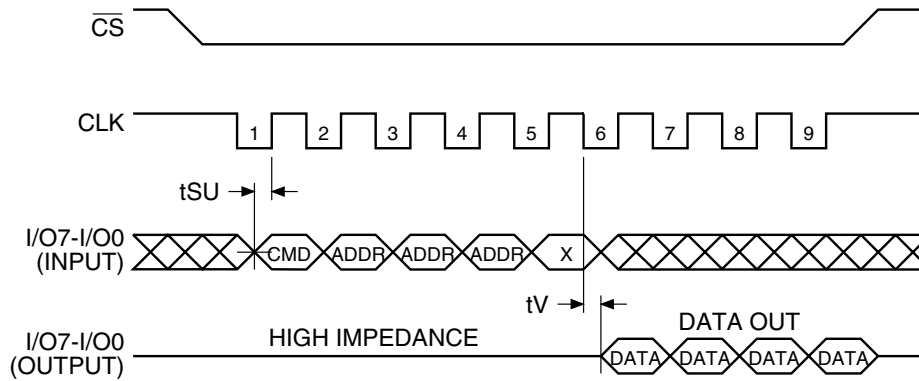 CS
CLK 1 2 3 4 5 6 7 8 9
tSU
I/O7-I/O0
(INPUT)
CMD ADDR ADDR ADDR X
tV
I/O7-I/O0
(OUTPUT)
HIGH IMPEDANCE
DATA OUT
DATA DATA DATA DATA